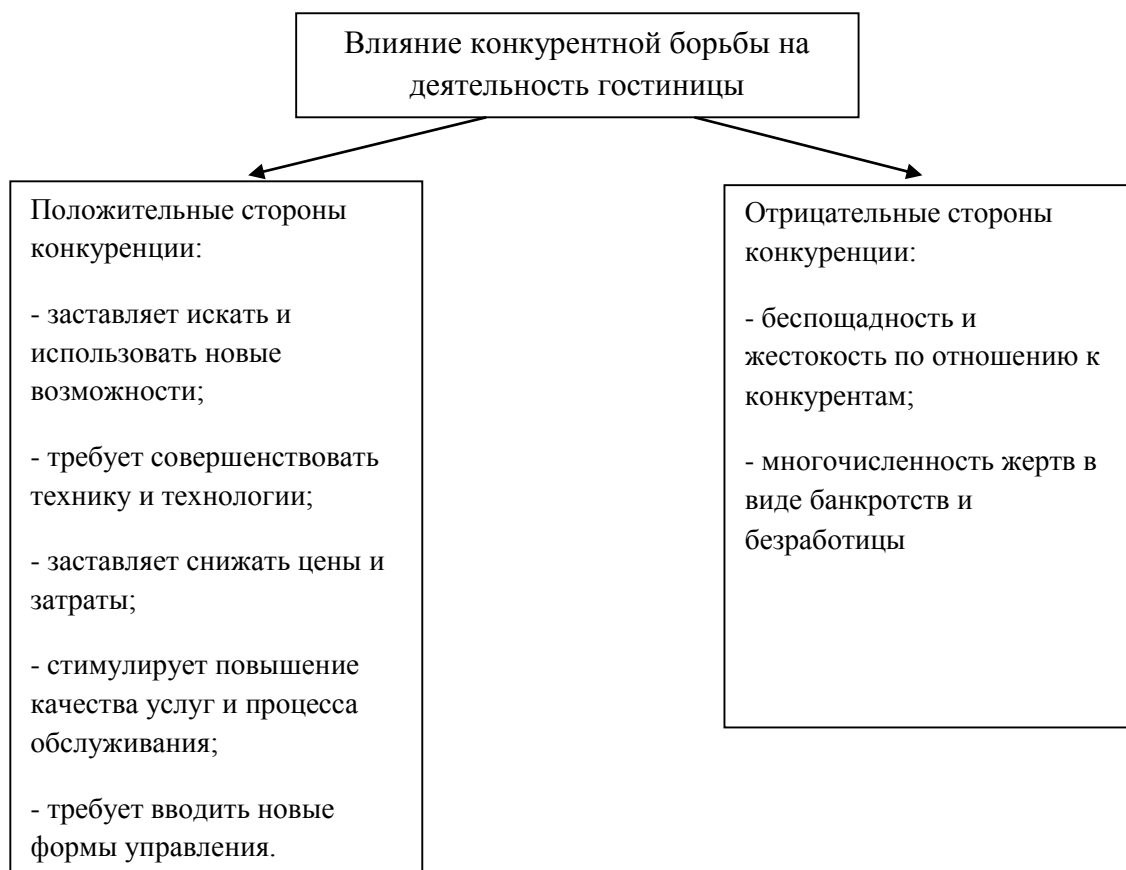 Влияние конкурентной борьбы на
деятельность гостиницы
Положительные стороны
конкуренции:
- заставляет искать и
использовать новые
возможности;
- требует совершенствовать
технику и технологии;
- заставляет снижать цены и
затраты;
- стимулирует повышение
качества услуг и процесса
обслуживания;
- требует вводить новые
формы управления.
Отрицательные стороны
конкуренции:
- беспощадность и
жестокость по отношению к
конкурентам;
- многочисленность жертв в
виде банкротств и
безработицы